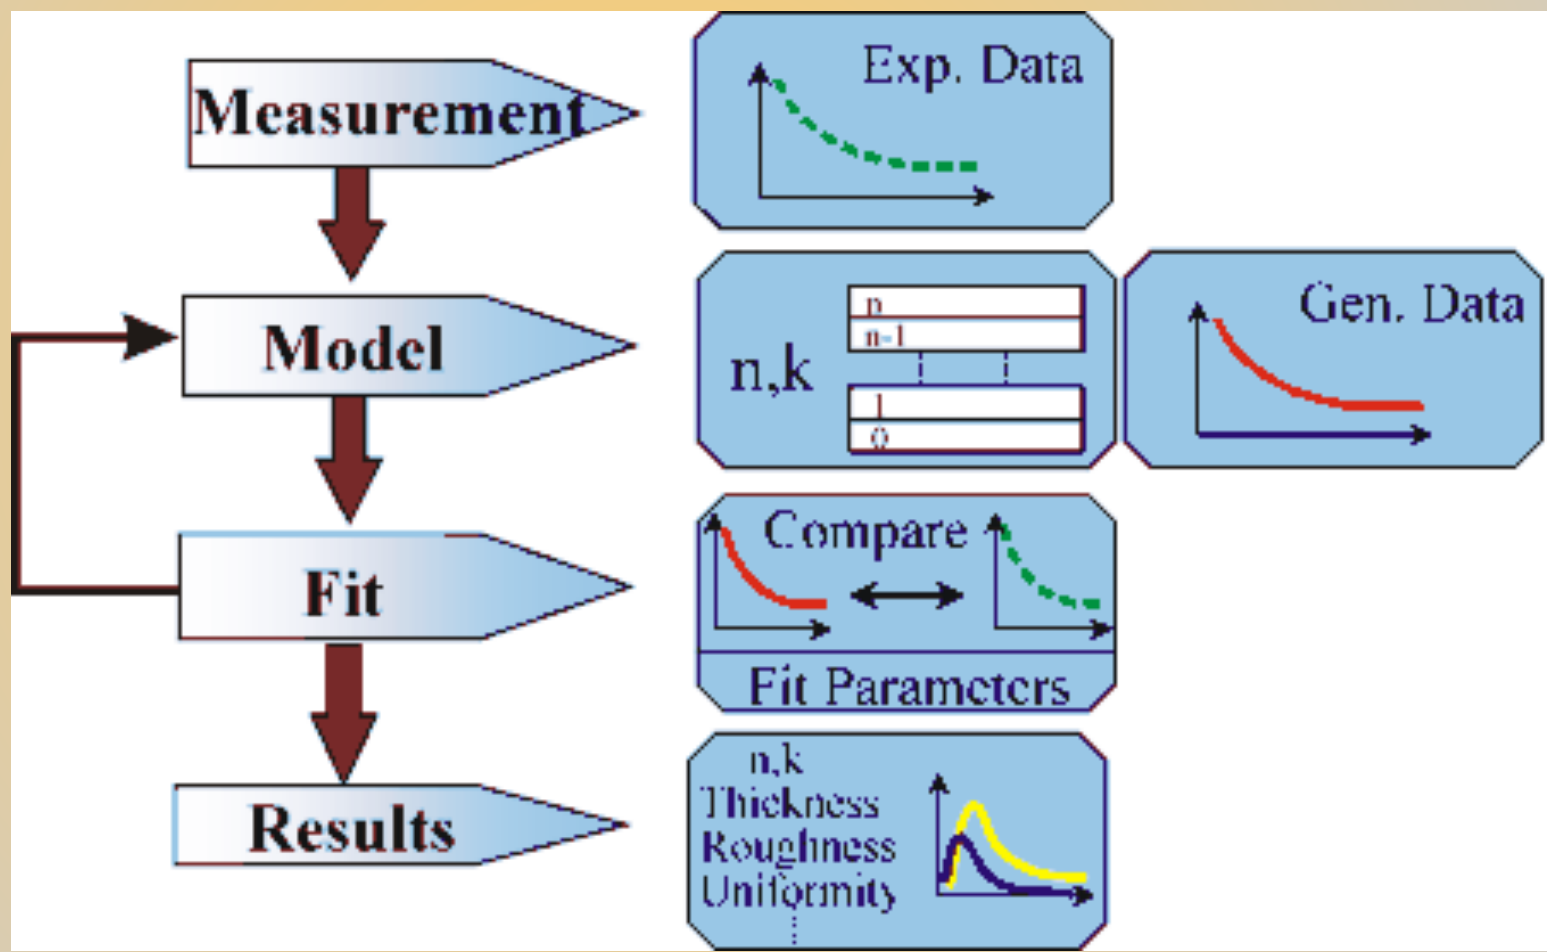 Measurement
Exp. Data
Model
n,k
n
n-1
1
0
Gen. Data
Fit
Compare
Fit Parameters
Results
n,k
Thickness
Roughness
Uniformity